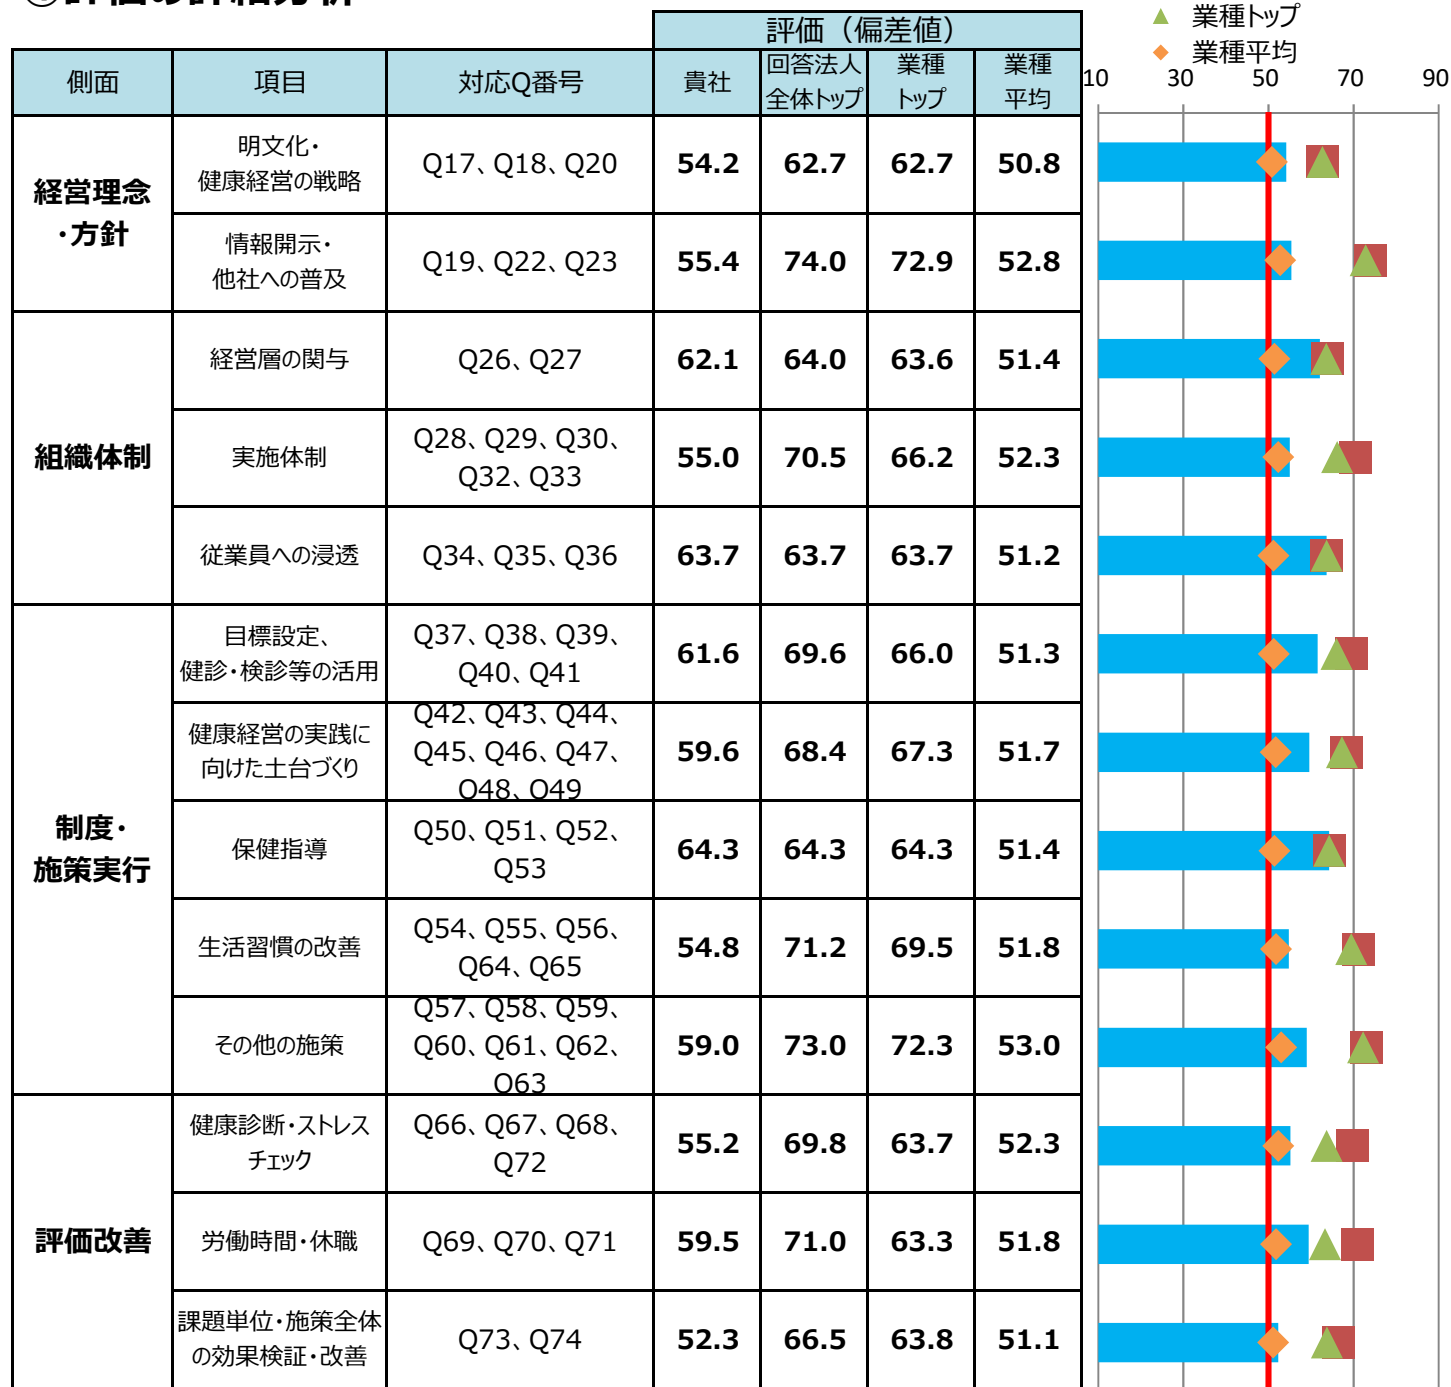 ①評価の詳細分析
評価（偏差値）
▲ 業種トップ
◆ 業種平均
側面 項目 対応Q番号 貴社 回答法人 業種 業種
全体トップ トップ 平均
10 30 50 70 90
経営理念
・方針
明文化・
健康経営の戦略
Q17、Q18、Q20 54.2 62.7 62.7 50.8
情報開示・
他社への普及
Q19、Q22、Q23 55.4 74.0 72.9 52.8
組織体制
経営層の関与 Q26、Q27 62.1 64.0 63.6 51.4
実施体制
Q28、Q29、Q30、
Q32、Q33
55.0 70.5 66.2 52.3
従業員への浸透 Q34、Q35、Q36 63.7 63.7 63.7 51.2
制度・
施策実行
目標設定、
健診・検診等の活用
Q37、Q38、Q39、
Q40、Q41
61.6 69.6 66.0 51.3
健康経営の実践に
向けた土台づくり
Q42、Q43、Q44、
Q45、Q46、Q47、
Q48、Q49
59.6 68.4 67.3 51.7
保健指導
Q50、Q51、Q52、
Q53
64.3 64.3 64.3 51.4
生活習慣の改善
Q54、Q55、Q56、
Q64、Q65
54.8 71.2 69.5 51.8
その他の施策
Q57、Q58、Q59、
Q60、Q61、Q62、
Q63
59.0 73.0 72.3 53.0
評価改善
健康診断・ストレス
チェック
Q66、Q67、Q68、
Q72
55.2 69.8 63.7 52.3
労働時間・休職 Q69、Q70、Q71 59.5 71.0 63.3 51.8
課題単位・施策全体
の効果検証・改善
Q73、Q74 52.3 66.5 63.8 51.1